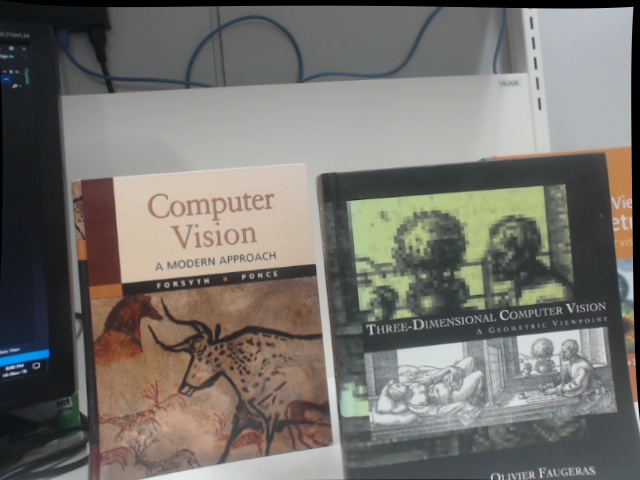 Computer
Vision
A MODERN APPROACH
FORSYTH • PONCE
THREE-DIMENSIONAL COMPUTER VISION
A GEOMETRIC VIEWPOINT
OLIVIER FAUGERAS